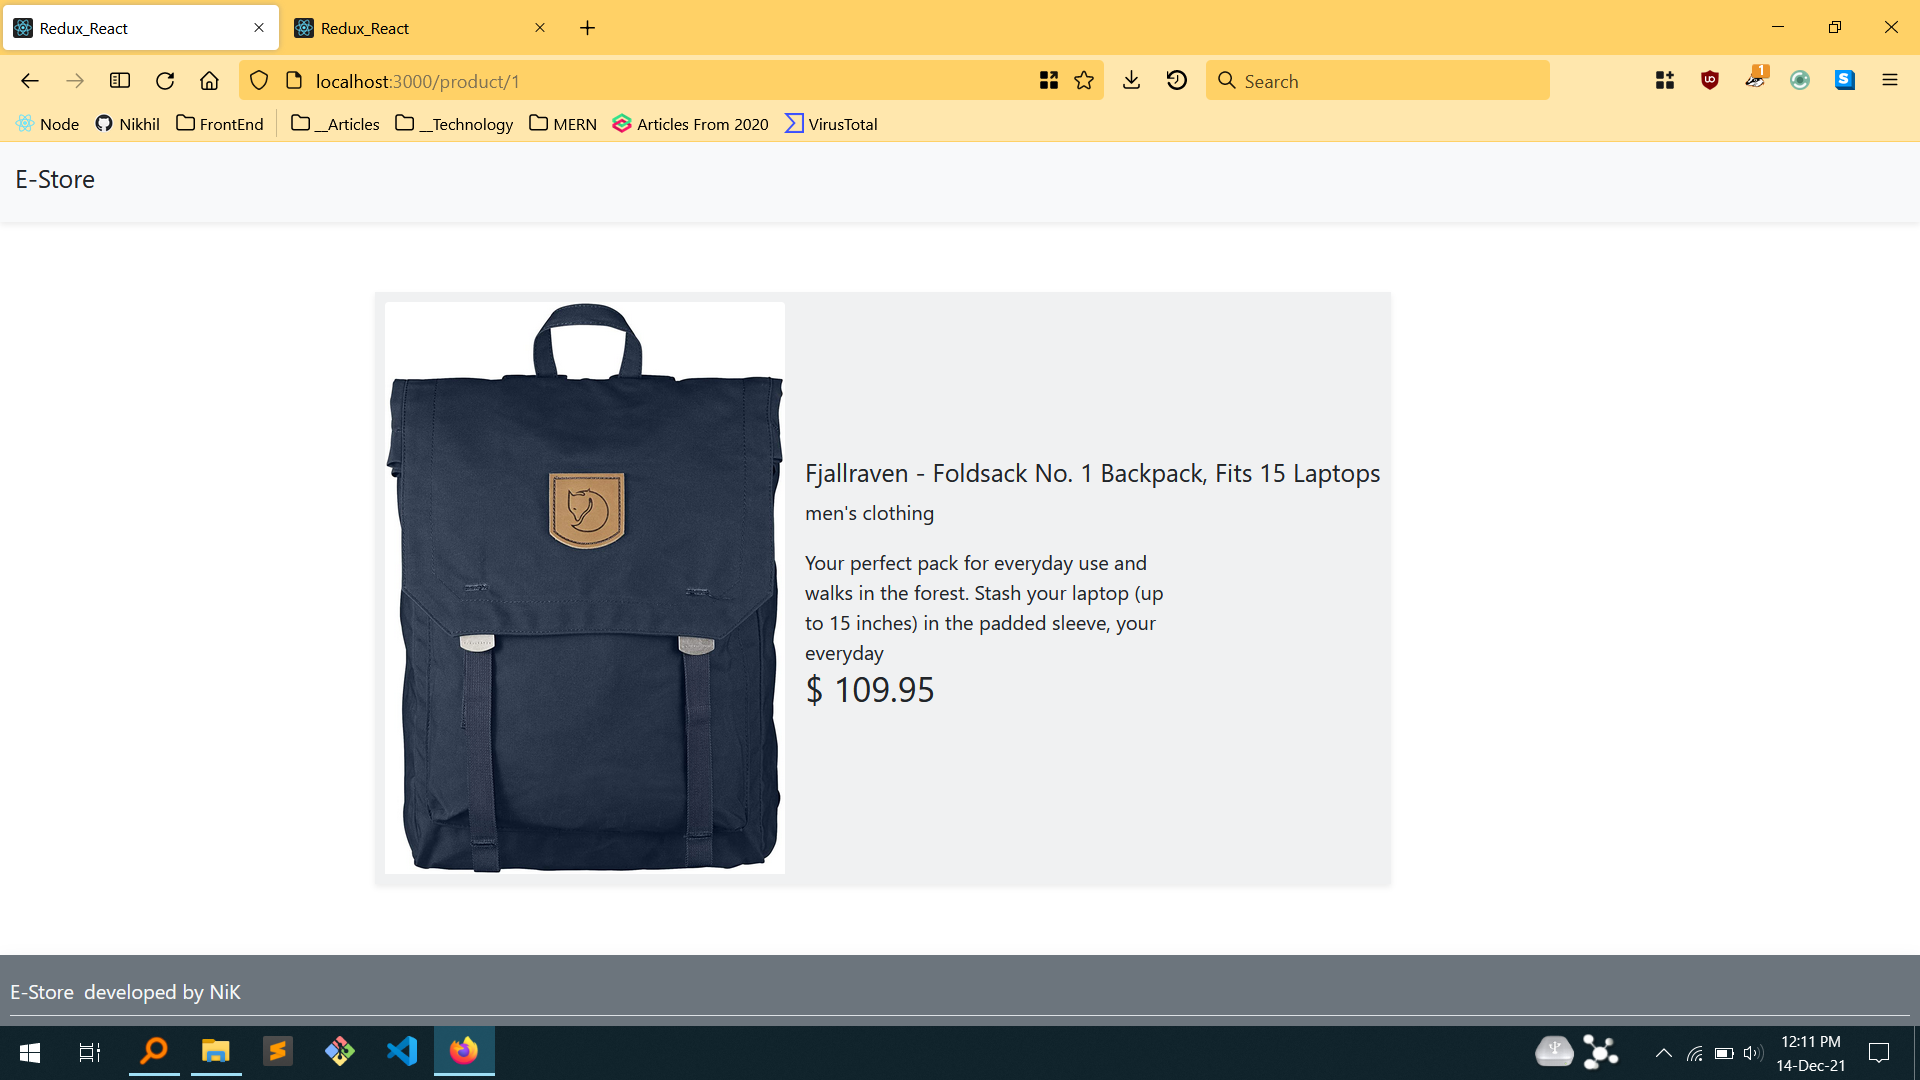 Redux_React
Redux_React
localhost:3000/product/1
Search
1
Node
Nikhil
FrontEnd
__Articles
__Technology
MERN
Articles From 2020
VirusTotal
E-Store
Fjallraven - Foldsack No. 1 Backpack, Fits 15 Laptops
men's clothing
Your perfect pack for everyday use and
walks in the forest. Stash your laptop (up
to 15 inches) in the padded sleeve, your
everyday
$ 109.95
E-Store developed by NiK
12:11 PM
14-Dec-21